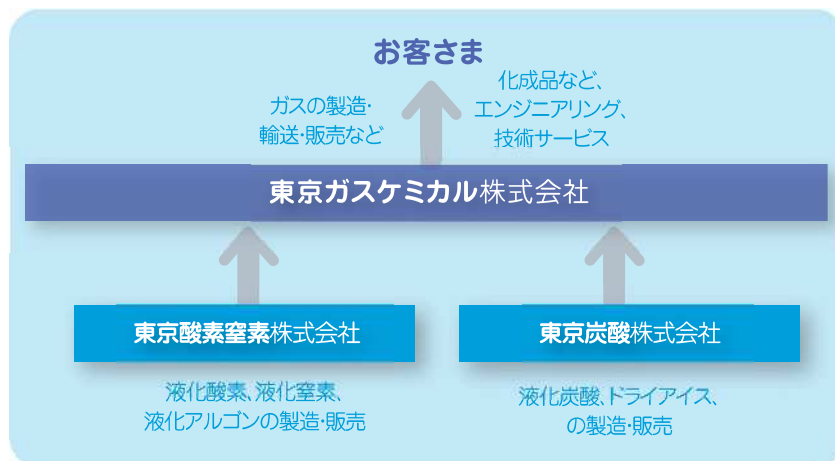 お客さま
ガスの製造・
輸送・販売など
化成品など、
エンジニアリング、
技術サービス
東京ガスケミカル株式会社
東京酸素窒素株式会社
液化酸素、液化窒素、
液化アルゴンの製造・販売
東京炭酸株式会社
液化炭酸、ドライアイス、
の製造・販売